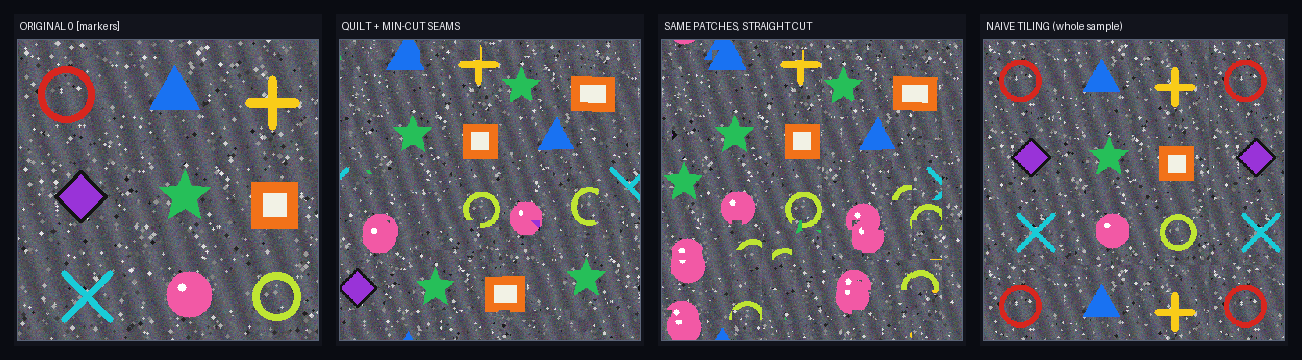 ORIGINAL 0 [markers]
QUILT + MIN-CUT SEAMS
SAME PATCHES, STRAIGHT CUT
NAIVE TILING (whole sample)